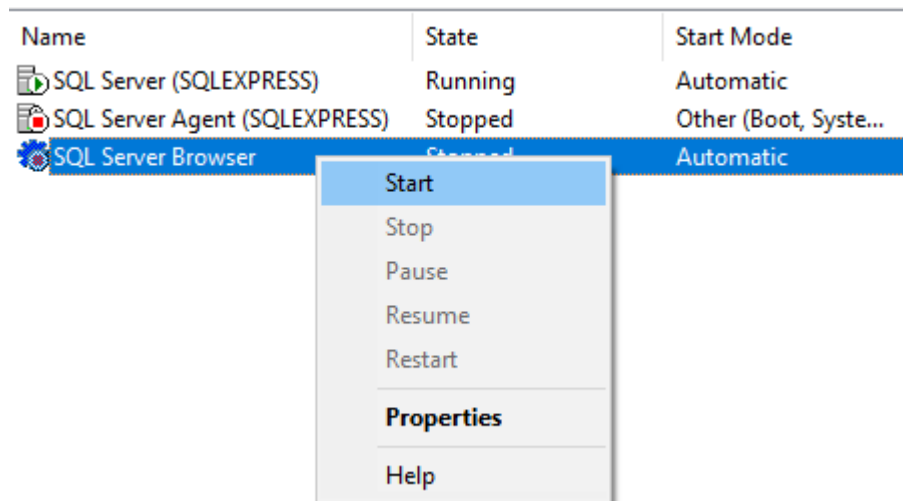 Name State Start Mode
SQL Server (SQLEXPRESS) Running Automatic
SQL Server Agent (SQLEXPRESS) Stopped Other (Boot, Syste...
SQL Server Browser Stopped Automatic
Start
Stop
Pause
Resume
Restart
Properties
Help